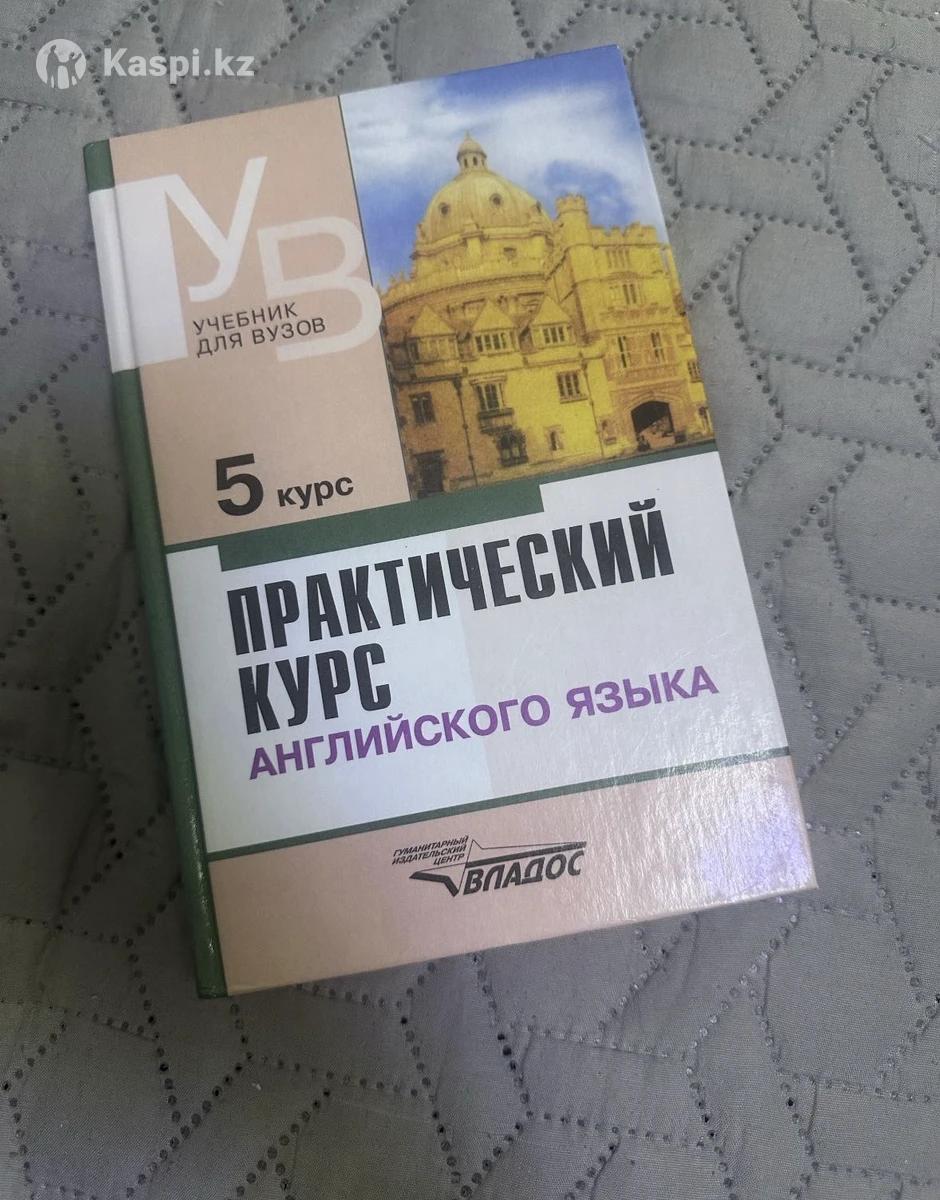 Kaspi.kz
УВ
УЧЕБНИК
ДЛЯ ВУЗОВ
5 курс
ПРАКТИЧЕСКИЙ
КУРС
АНГЛИЙСКОГО ЯЗЫКА
ГУМАНИТАРНЫЙ
ИЗДАТЕЛЬСКИЙ
ЦЕНТР
ВЛАДОС